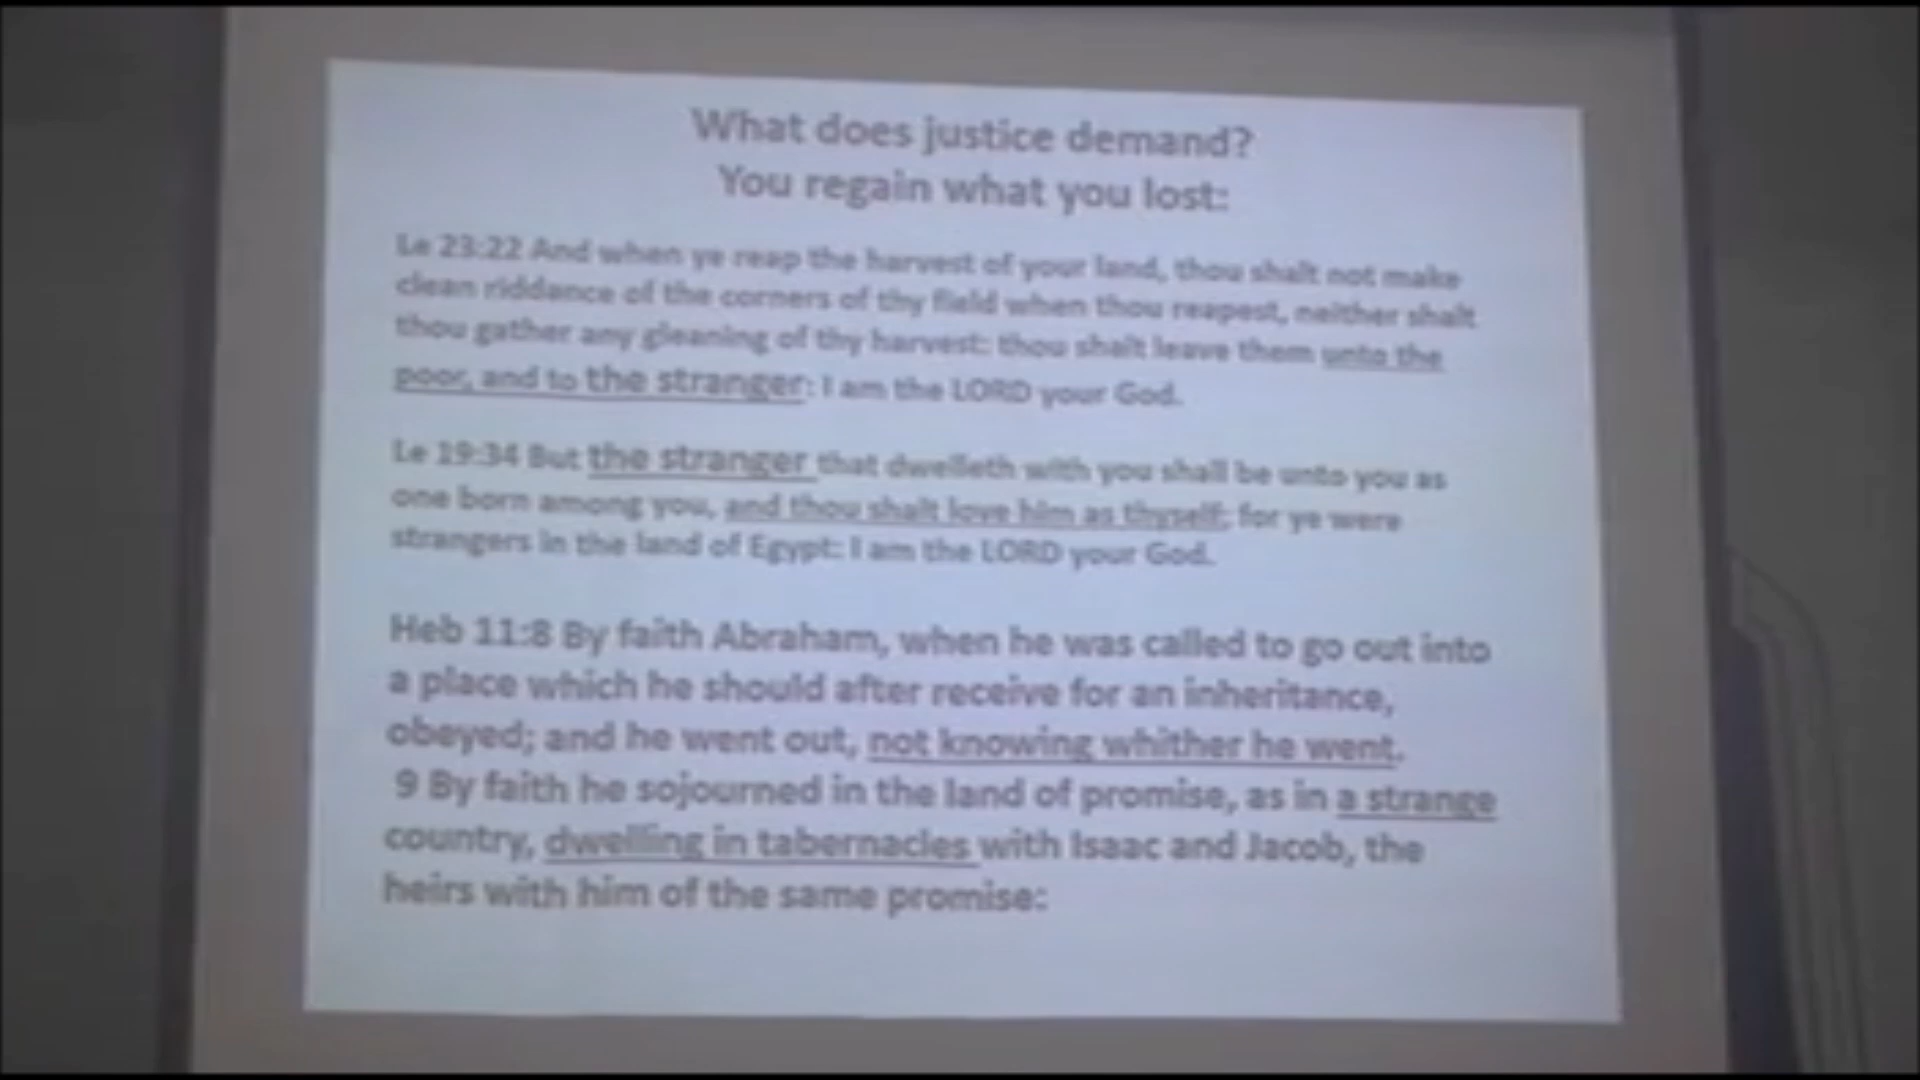 What does justice demand?
You regain what you lost:
Le 23:22 And when ye reap the harvest of your land, thou shalt not make
clean riddance of the corners of thy field when thou reapest, neither shalt
thou gather any gleaning of thy harvest: thou shalt leave them unto the
poor, and to the stranger: I am the LORD your God.
Le 19:34 But the stranger that dwelleth with you shall be unto you as
one born among you, and thou shalt love him as thyself; for ye were
strangers in the land of Egypt: I am the LORD your God.
Heb 11:8 By faith Abraham, when he was called to go out into
a place which he should after receive for an inheritance,
obeyed; and he went out, not knowing whither he went.
9 By faith he sojourned in the land of promise, as in a strange
country, dwelling in tabernacles with Isaac and Jacob, the
heirs with him of the same promise: